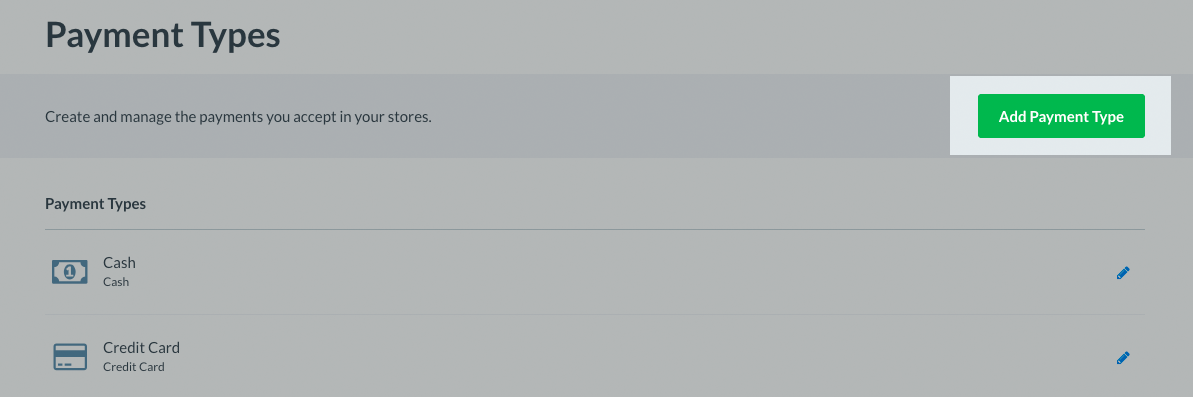 Payment Types
Create and manage the payments you accept in your stores.
Add Payment Type
Payment Types
1
Cash
Cash
Credit Card
Credit Card